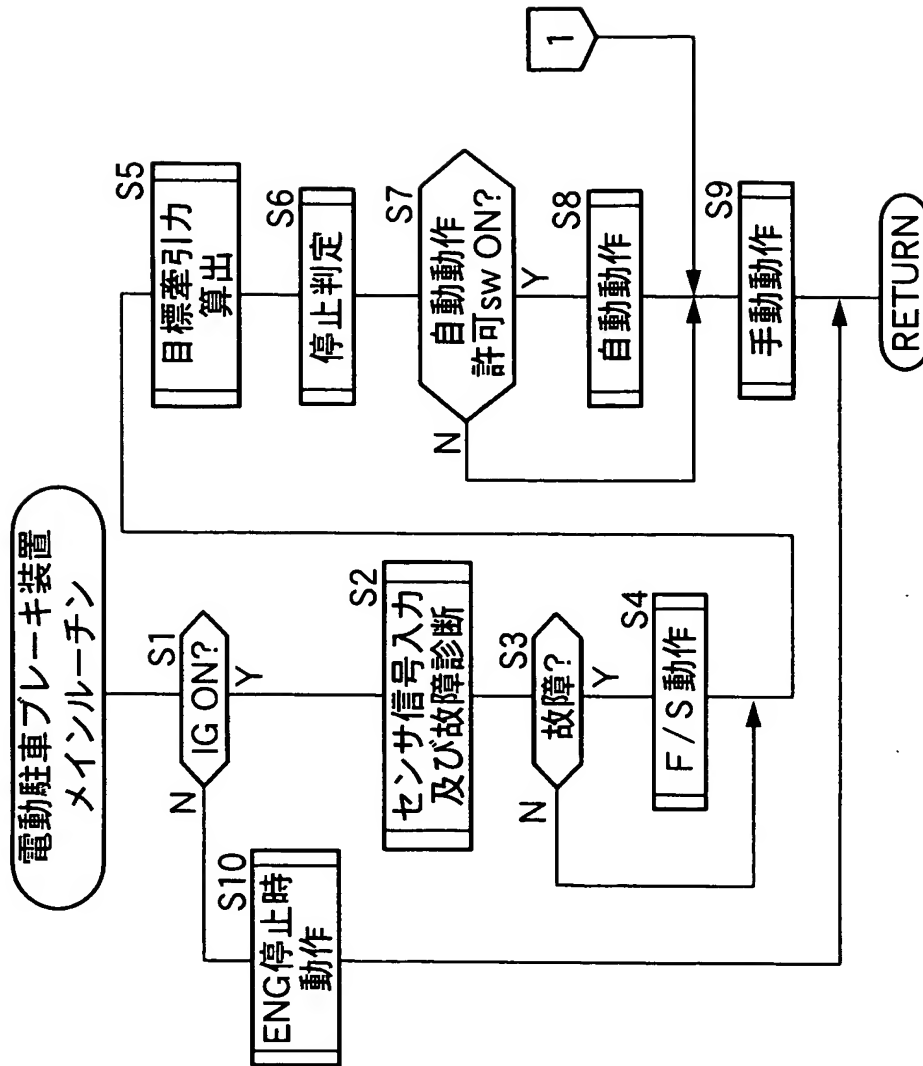 電動駐車ブレーキ装置
メインルーチン
S1
IG ON?
N
Y
S10
ENG停止時
動作
S2
センサ信号入力
及び故障診断
S3
故障?
N
Y
S4
F/S動作
S5
目標牽引力
算出
S6
停止判定
S7
自動動作
許可SW ON?
N
Y
S8
自動動作
1
S9
手動動作
RETURN